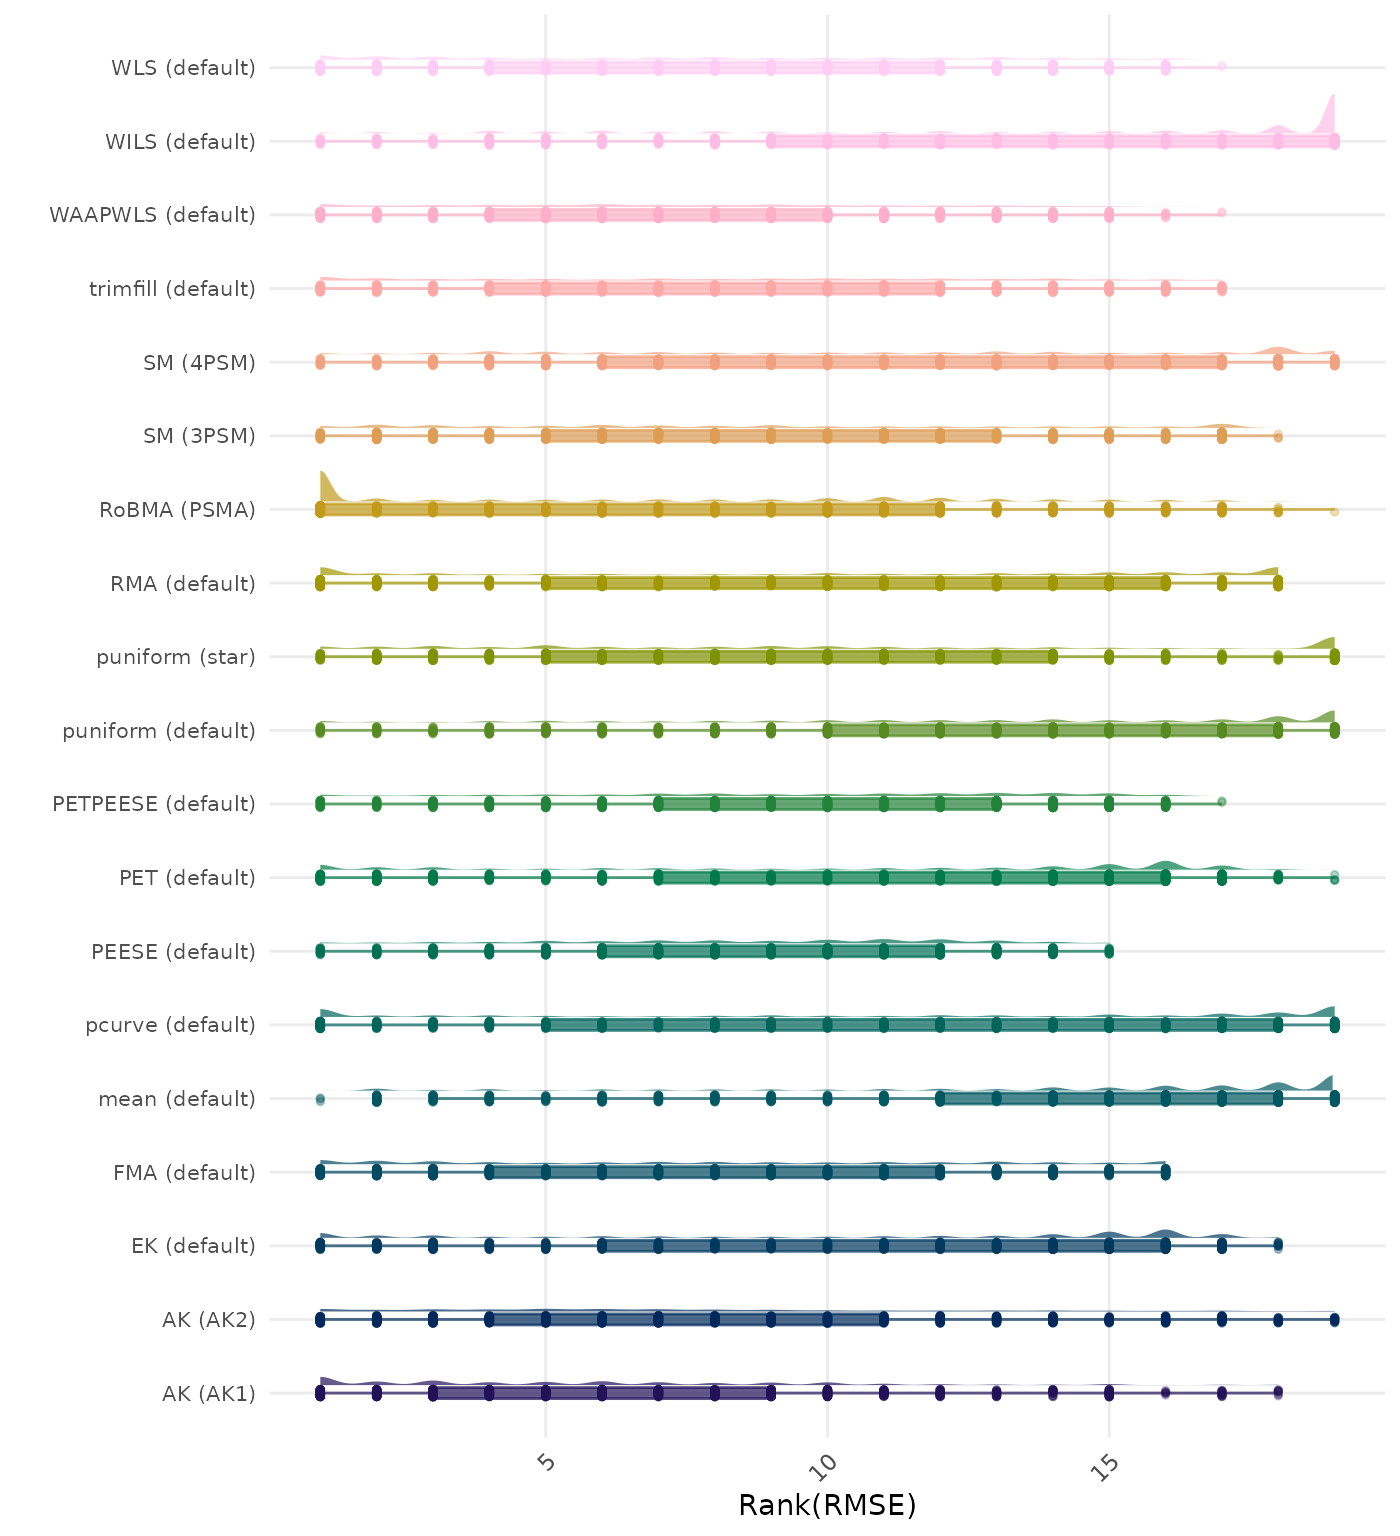 WLS (default)
WILS (default)
WAAPWLS (default)
trimfill (default)
SM (4PSM)
SM (3PSM)
RoBMA (PSMA)
RMA (default)
puniform (star)
puniform (default)
PETPEESE (default)
PET (default)
PEESE (default)
pcurve (default)
mean (default)
FMA (default)
EK (default)
AK (AK2)
AK (AK1)
5 10 15
Rank(RMSE)